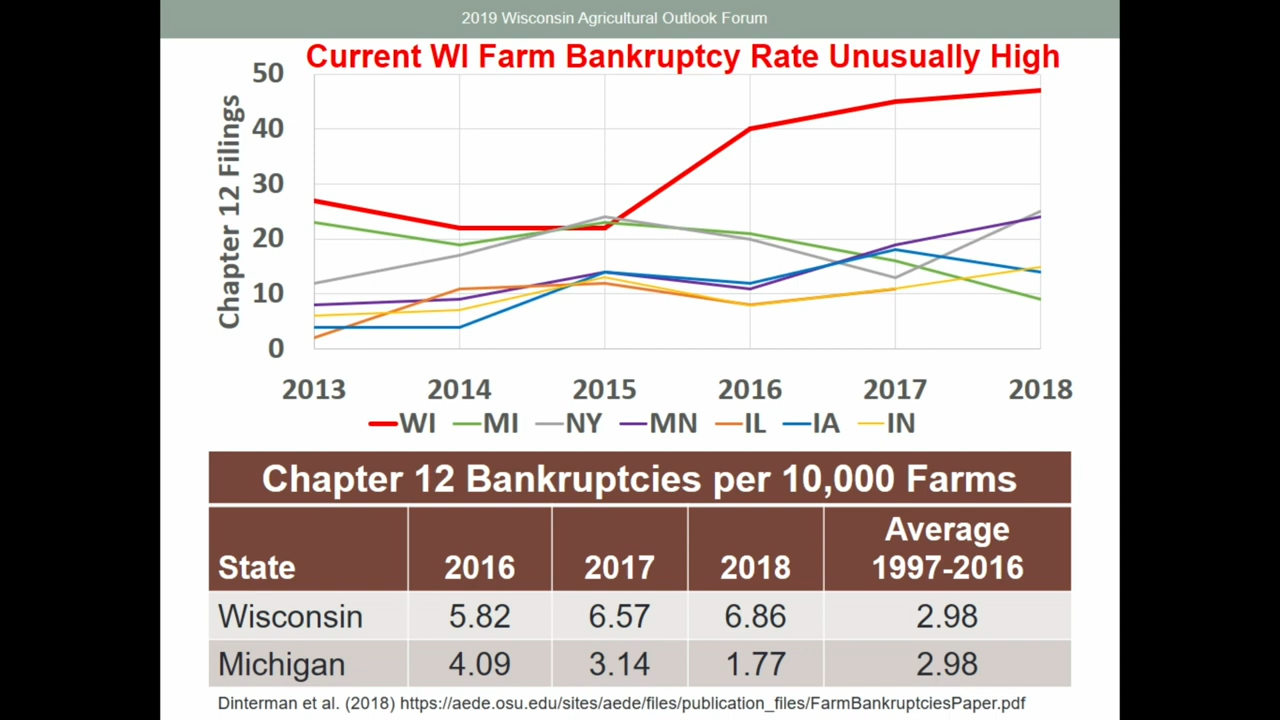 2019 Wisconsin Agricultural Outlook Forum
Current WI Farm Bankruptcy Rate Unusually High
Chapter 12 Filings
50
40
30
20
10
0
2013 2014 2015 2016 2017 2018
WI MI NY MN IL IA IN
Chapter 12 Bankruptcies per 10,000 Farms
State 2016 2017 2018 Average 1997-2016
Wisconsin 5.82 6.57 6.86 2.98
Michigan 4.09 3.14 1.77 2.98
Dinterman et al. (2018) https://aede.osu.edu/sites/aede/files/publication_files/FarmBankruptciesPaper.pdf